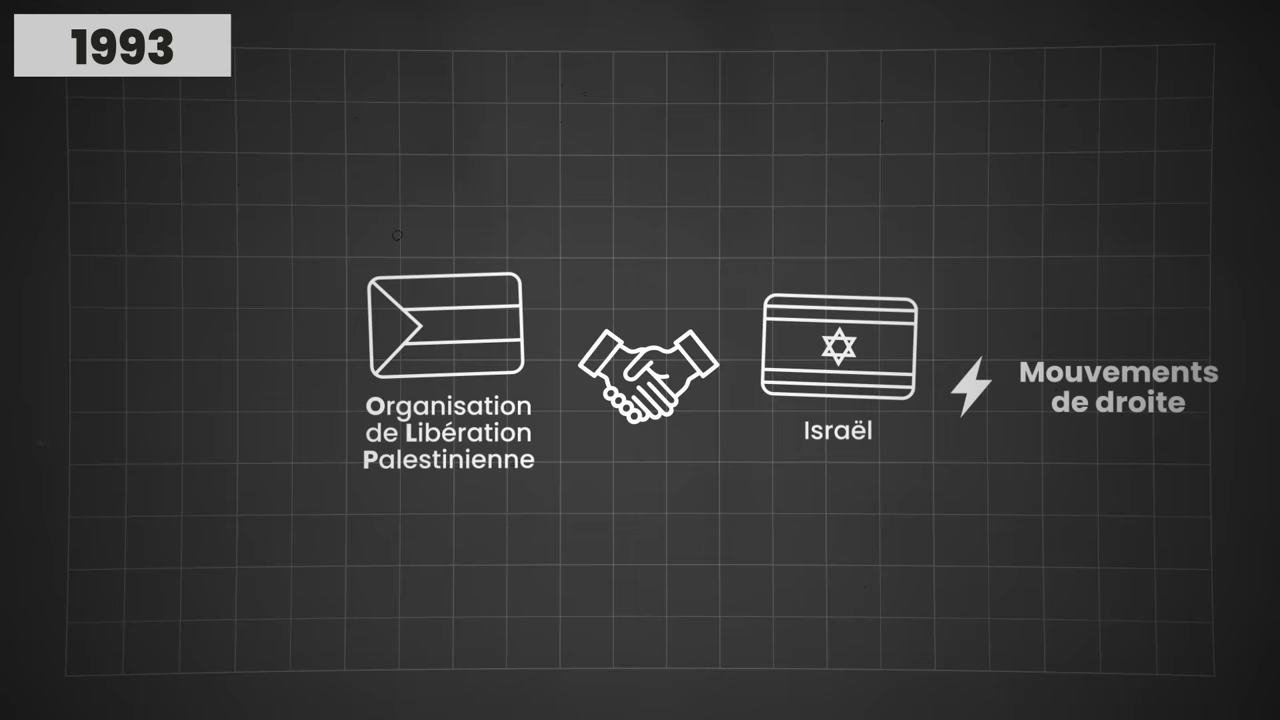 1993
Organisation
de Libération
Palestinienne
Israël
Mouvements
de droite